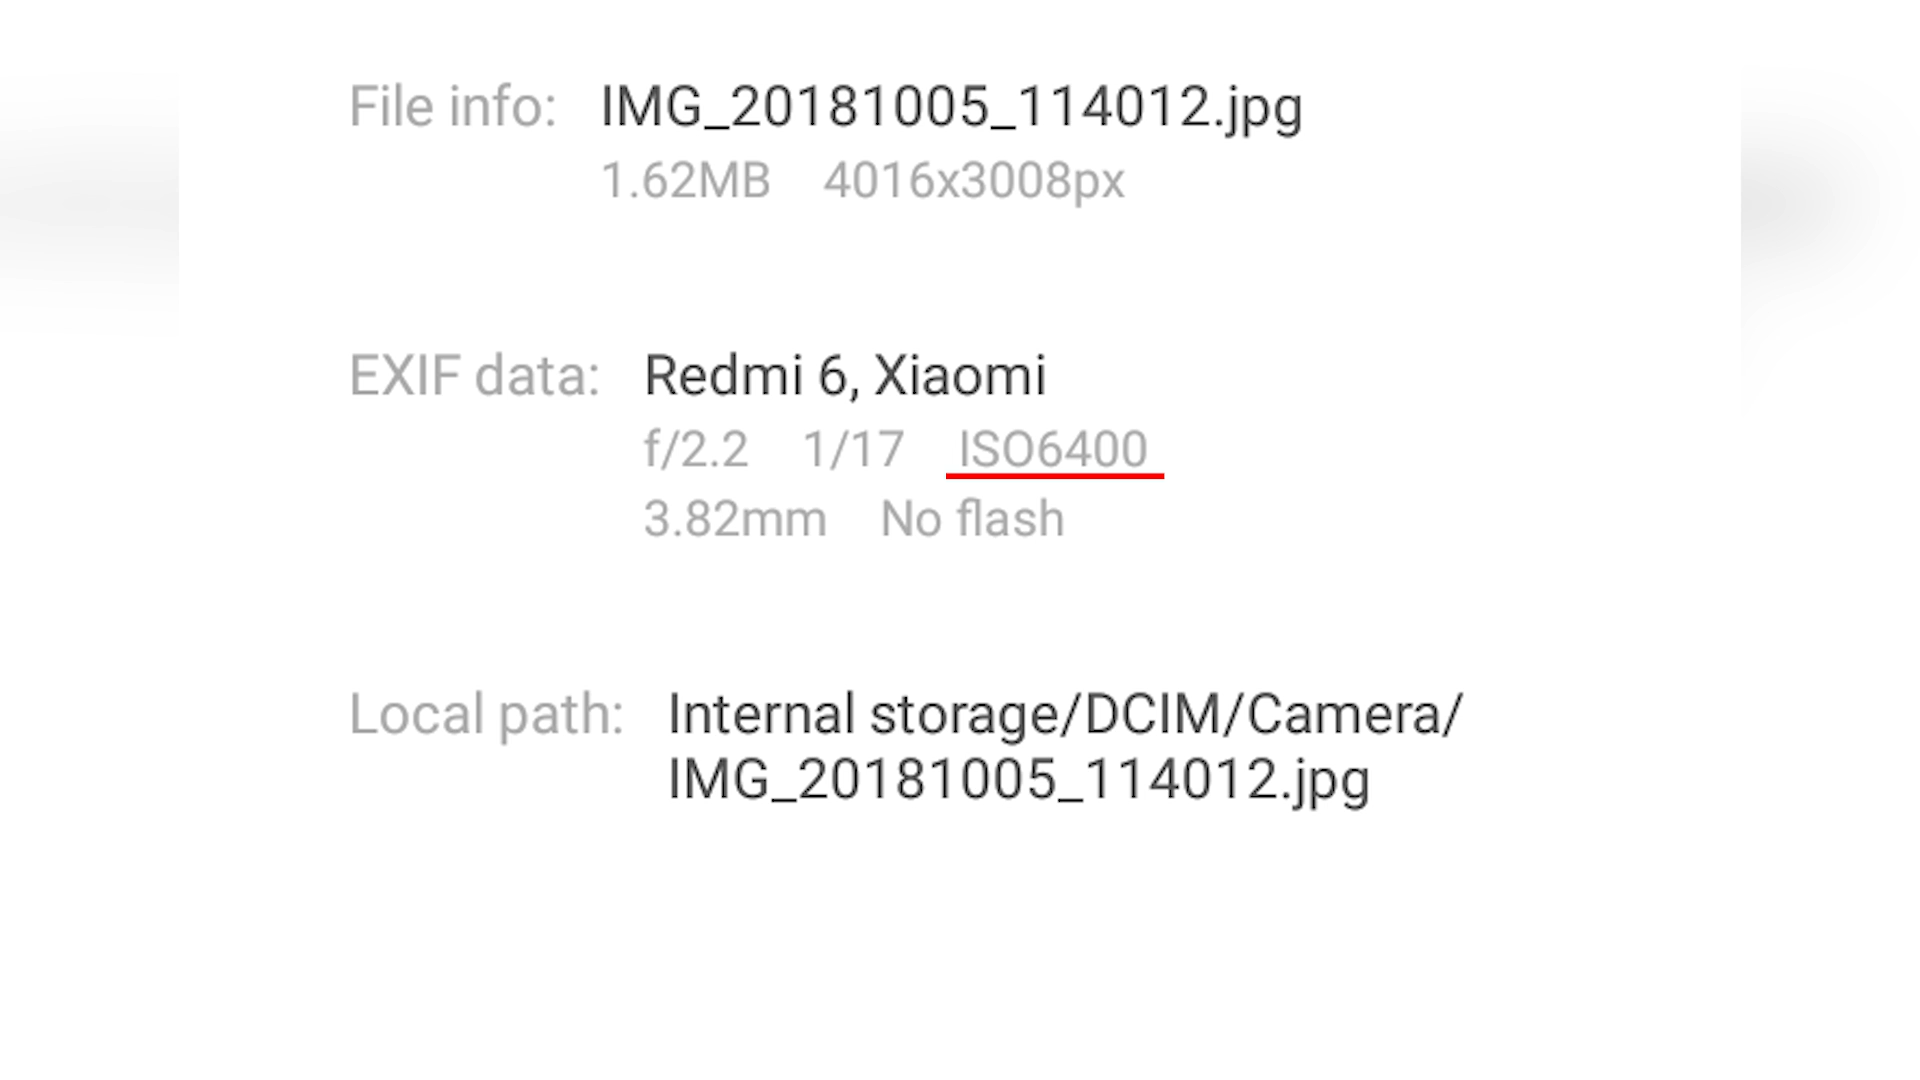 File info: IMG_20181005_114012.jpg
1.62MB 4016x3008px
EXIF data: Redmi 6, Xiaomi
f/2.2 1/17 ISO6400
3.82mm No flash
Local path: Internal storage/DCIM/Camera/
IMG_20181005_114012.jpg